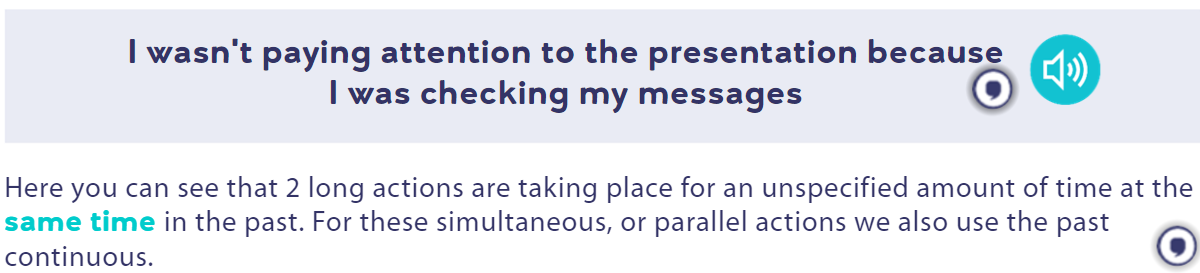 I wasn't paying attention to the presentation because
I was checking my messages
Here you can see that 2 long actions are taking place for an unspecified amount of time at the
same time in the past. For these simultaneous, or parallel actions we also use the past
continuous.